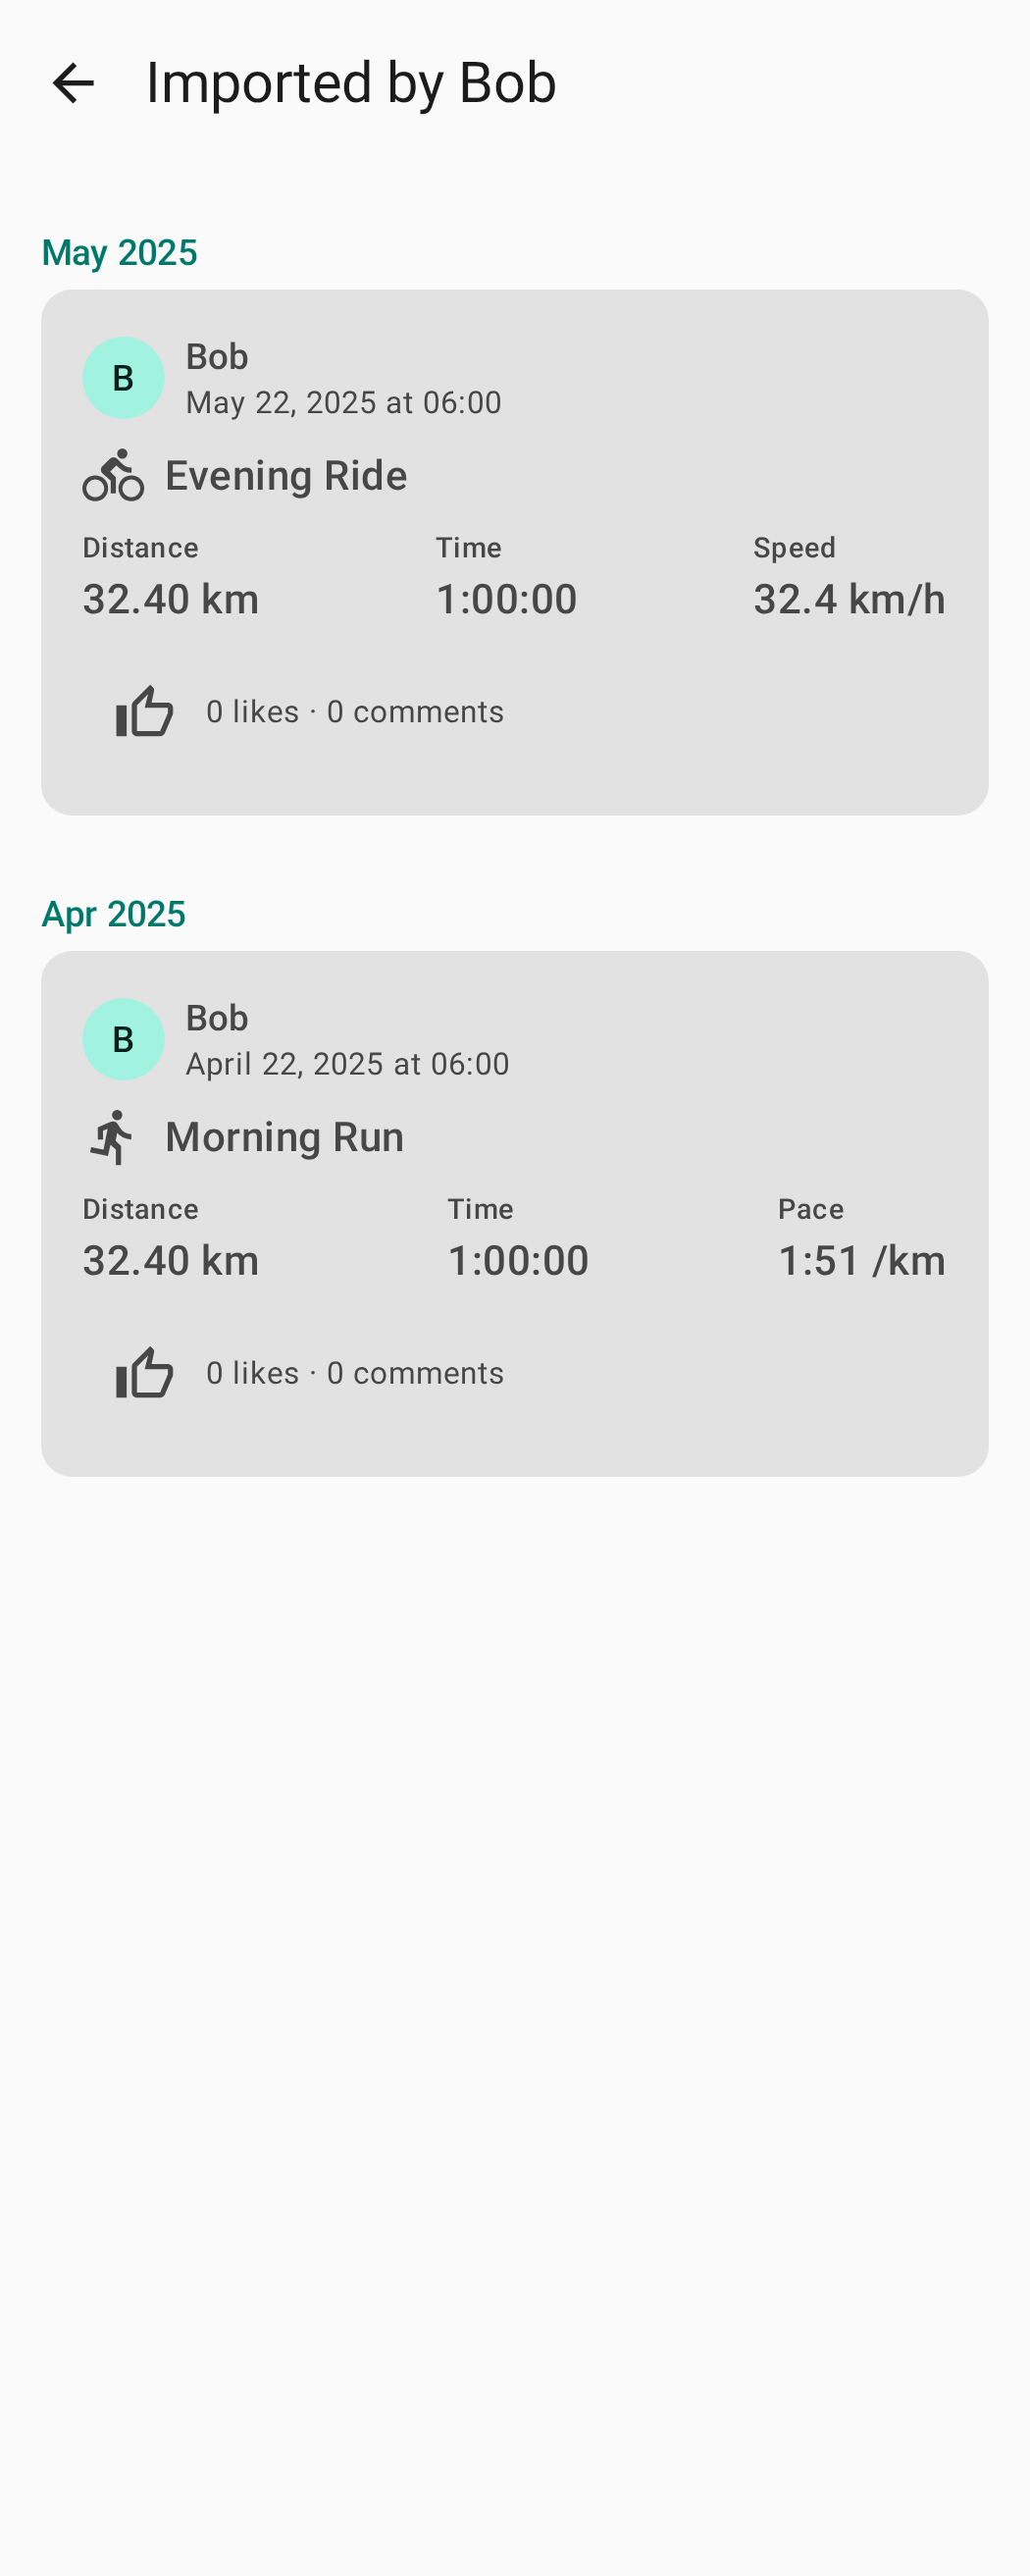 Imported by Bob
May 2025
B
Bob
May 22, 2025 at 06:00
Evening Ride
Distance Time Speed
32.40 km 1:00:00 32.4 km/h
0 likes · 0 comments
Apr 2025
B
Bob
April 22, 2025 at 06:00
Morning Run
Distance Time Pace
32.40 km 1:00:00 1:51 /km
0 likes · 0 comments